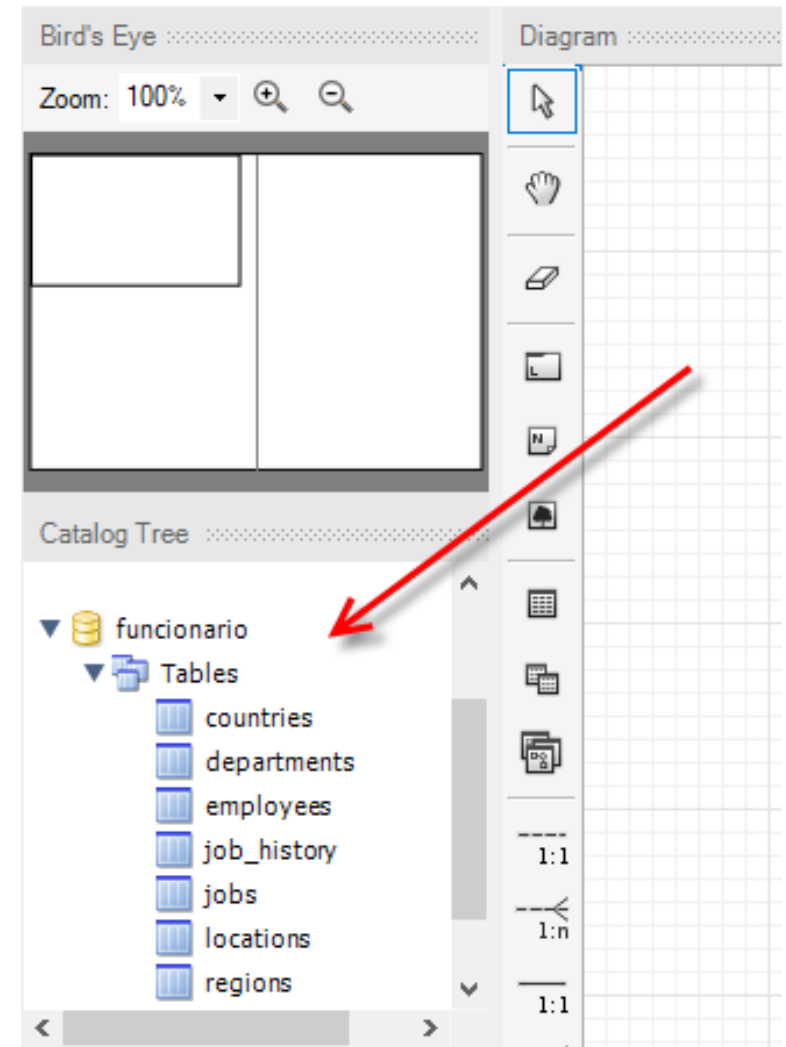 Bird's Eye
Zoom: 100%
Catalog Tree
funcionario
Tables
countries
departments
employees
job_history
jobs
locations
regions
Diagram
L
N
1:1
1:n
1:1